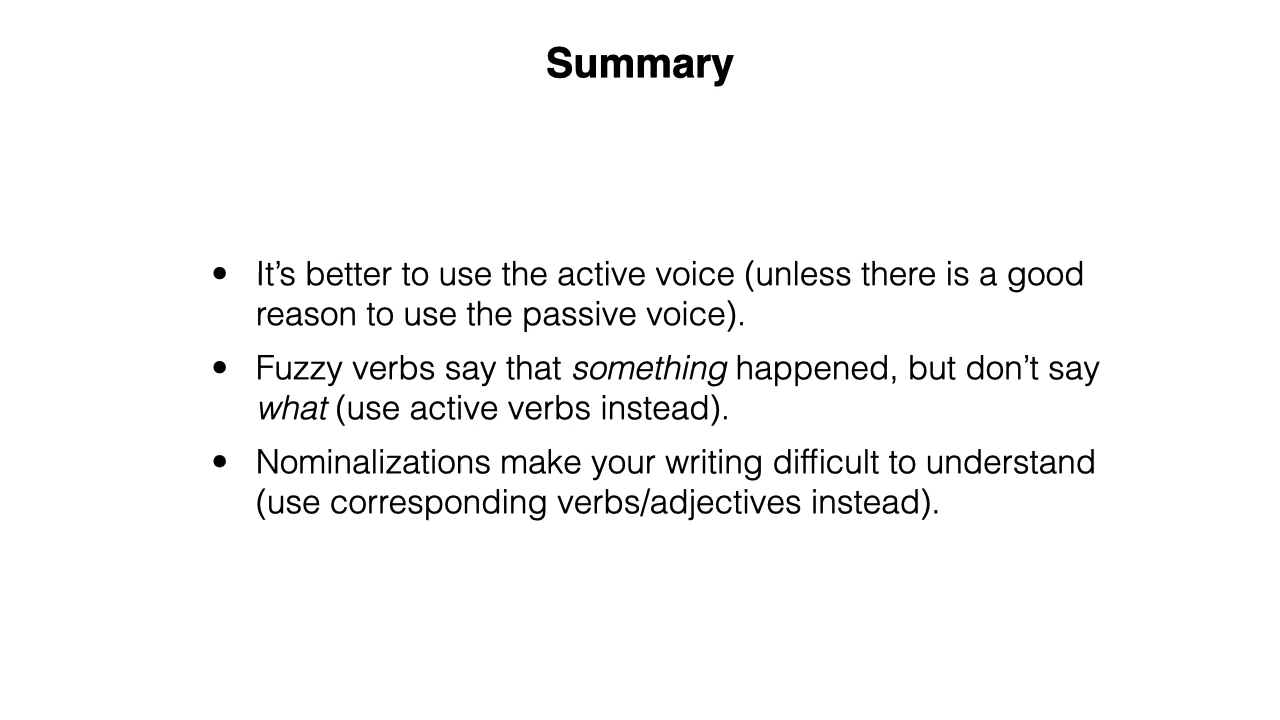 Summary
• It’s better to use the active voice (unless there is a good
reason to use the passive voice).
• Fuzzy verbs say that something happened, but don’t say
what (use active verbs instead).
• Nominalizations make your writing difficult to understand
(use corresponding verbs/adjectives instead).